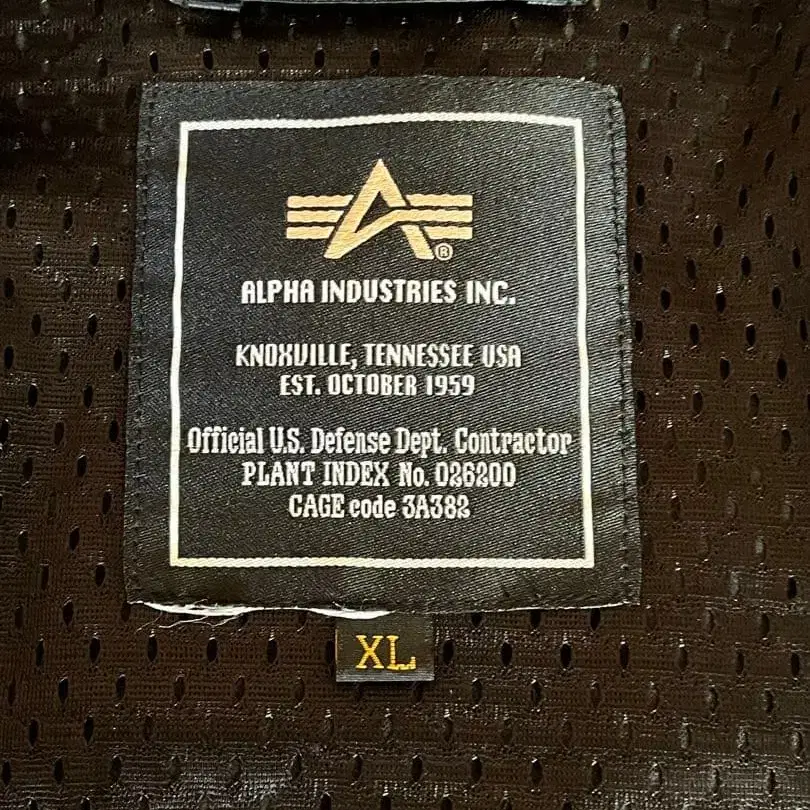 ®
ALPHA INDUSTRIES INC.
KNOXVILLE, TENNESSEE USA
EST. OCTOBER 1959
Official U.S. Defense Dept. Contractor
PLANT INDEX No. 026200
CAGE code 3A382
XL